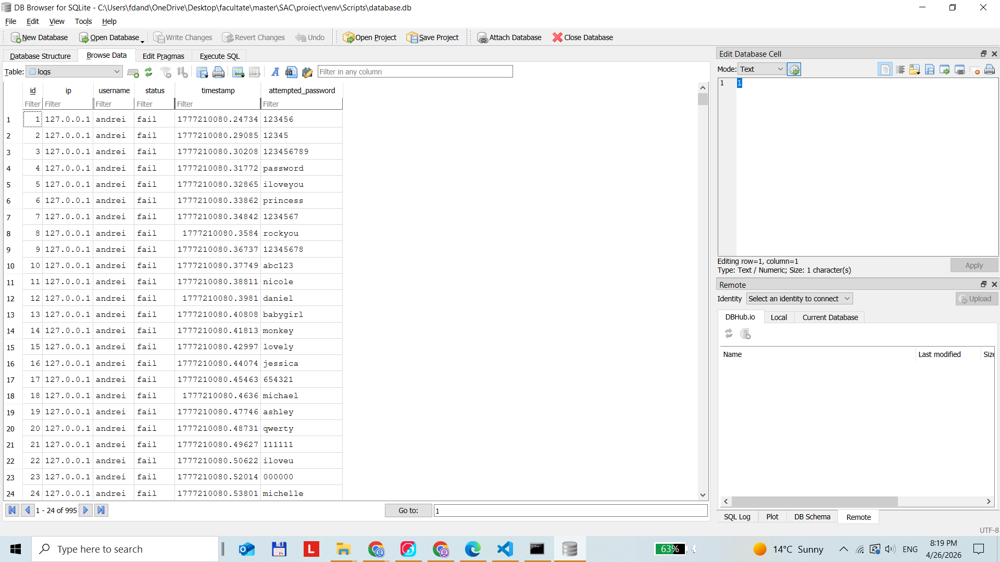 DB Browser for SQLite - C:\Users\fdand\OneDrive\Desktop\facultate\master\SAC\project\venv\Scripts\database.db
File Edit View Tools Help
New Database Open Database Write Changes Revert Changes Undo Open Project Save Project Attach Database Close Database
Database Structure Browse Data Edit Pragmas Execute SQL
Table: logs Filter in any column
id ip username status timestamp attempted_password
Filter Filter Filter Filter Filter Filter
1 1 127.0.0.1 andrei fail 1777210080.24734 123456
2 2 127.0.0.1 andrei fail 1777210080.29085 12345
3 3 127.0.0.1 andrei fail 1777210080.30208 123456789
4 4 127.0.0.1 andrei fail 1777210080.31772 password
5 5 127.0.0.1 andrei fail 1777210080.32865 iloveyou
6 6 127.0.0.1 andrei fail 1777210080.33862 princess
7 7 127.0.0.1 andrei fail 1777210080.34842 1234567
8 8 127.0.0.1 andrei fail 1777210080.3584 rockyou
9 9 127.0.0.1 andrei fail 1777210080.36737 12345678
10 10 127.0.0.1 andrei fail 1777210080.37749 abc123
11 11 127.0.0.1 andrei fail 1777210080.38811 nicole
12 12 127.0.0.1 andrei fail 1777210080.3981 daniel
13 13 127.0.0.1 andrei fail 1777210080.40808 babygirl
14 14 127.0.0.1 andrei fail 1777210080.41813 monkey
15 15 127.0.0.1 andrei fail 1777210080.42997 lovely
16 16 127.0.0.1 andrei fail 1777210080.44074 jessica
17 17 127.0.0.1 andrei fail 1777210080.45463 654321
18 18 127.0.0.1 andrei fail 1777210080.4636 michael
19 19 127.0.0.1 andrei fail 1777210080.47746 ashley
20 20 127.0.0.1 andrei fail 1777210080.48731 qwerty
21 21 127.0.0.1 andrei fail 1777210080.49627 111111
22 22 127.0.0.1 andrei fail 1777210080.50622 iloveu
23 23 127.0.0.1 andrei fail 1777210080.52014 000000
24 24 127.0.0.1 andrei fail 1777210080.53801 michelle
1 - 24 of 995 Go to: 1
Edit Database Cell
Mode: Text
1 1
Editing row=1, column=1
Type: Text / Numeric; Size: 1 character(s)
Apply
Remote
Identity Select an identity to connect Upload
DBHub.io Local Current Database
Name Last modified Size
SQL Log Plot DB Schema Remote
UTF-8
Type here to search
63%
14°C Sunny
ENG
8:19 PM
4/26/2026